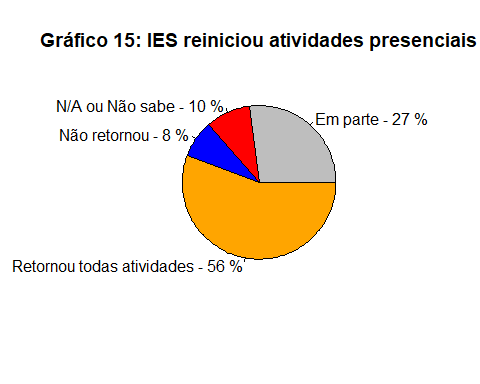 Gráfico 15: IES reiniciou atividades presenciais
N/A ou Não sabe - 10 %
Em parte - 27 %
Não retornou - 8 %
Retornou todas atividades - 56 %